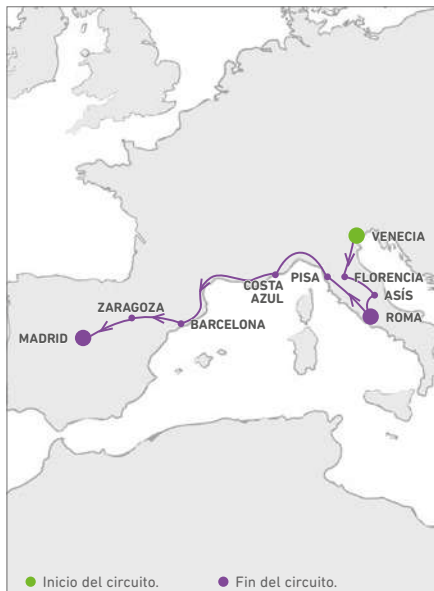 VENECIA
COSTA
AZUL
PISA
FLORENCIA
ASÍS
ROMA
ZARAGOZA
BARCELONA
MADRID
Inicio del circuito.
Fin del circuito.